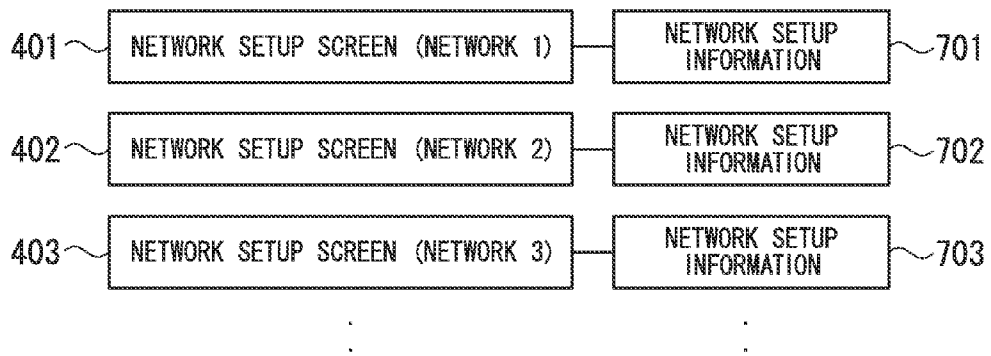 401 NETWORK SETUP SCREEN (NETWORK 1) NETWORK SETUP
INFORMATION 701
402 NETWORK SETUP SCREEN (NETWORK 2) NETWORK SETUP
INFORMATION 702
403 NETWORK SETUP SCREEN (NETWORK 3) NETWORK SETUP
INFORMATION 703